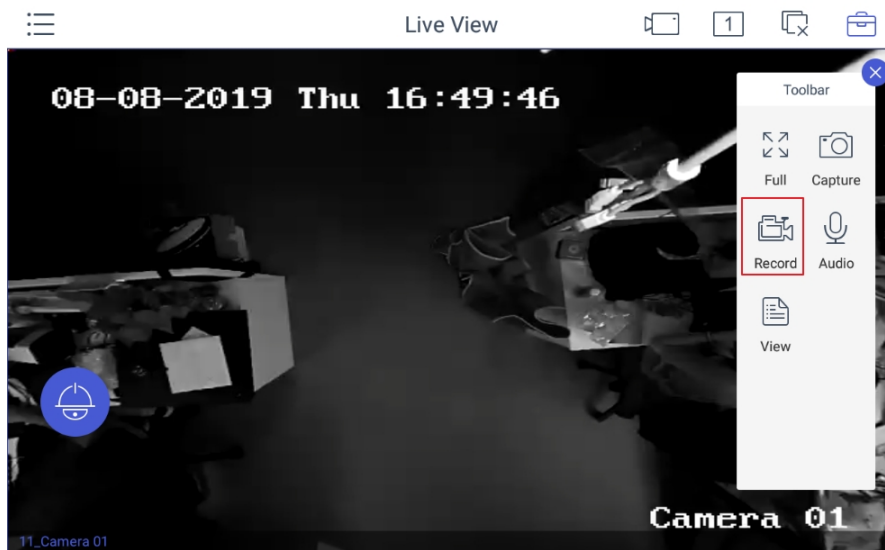 Live View
1
08-08-2019 Thu 16:49:46
Toolbar
Full Capture
Record Audio
View
Camera 01
11_Camera 01